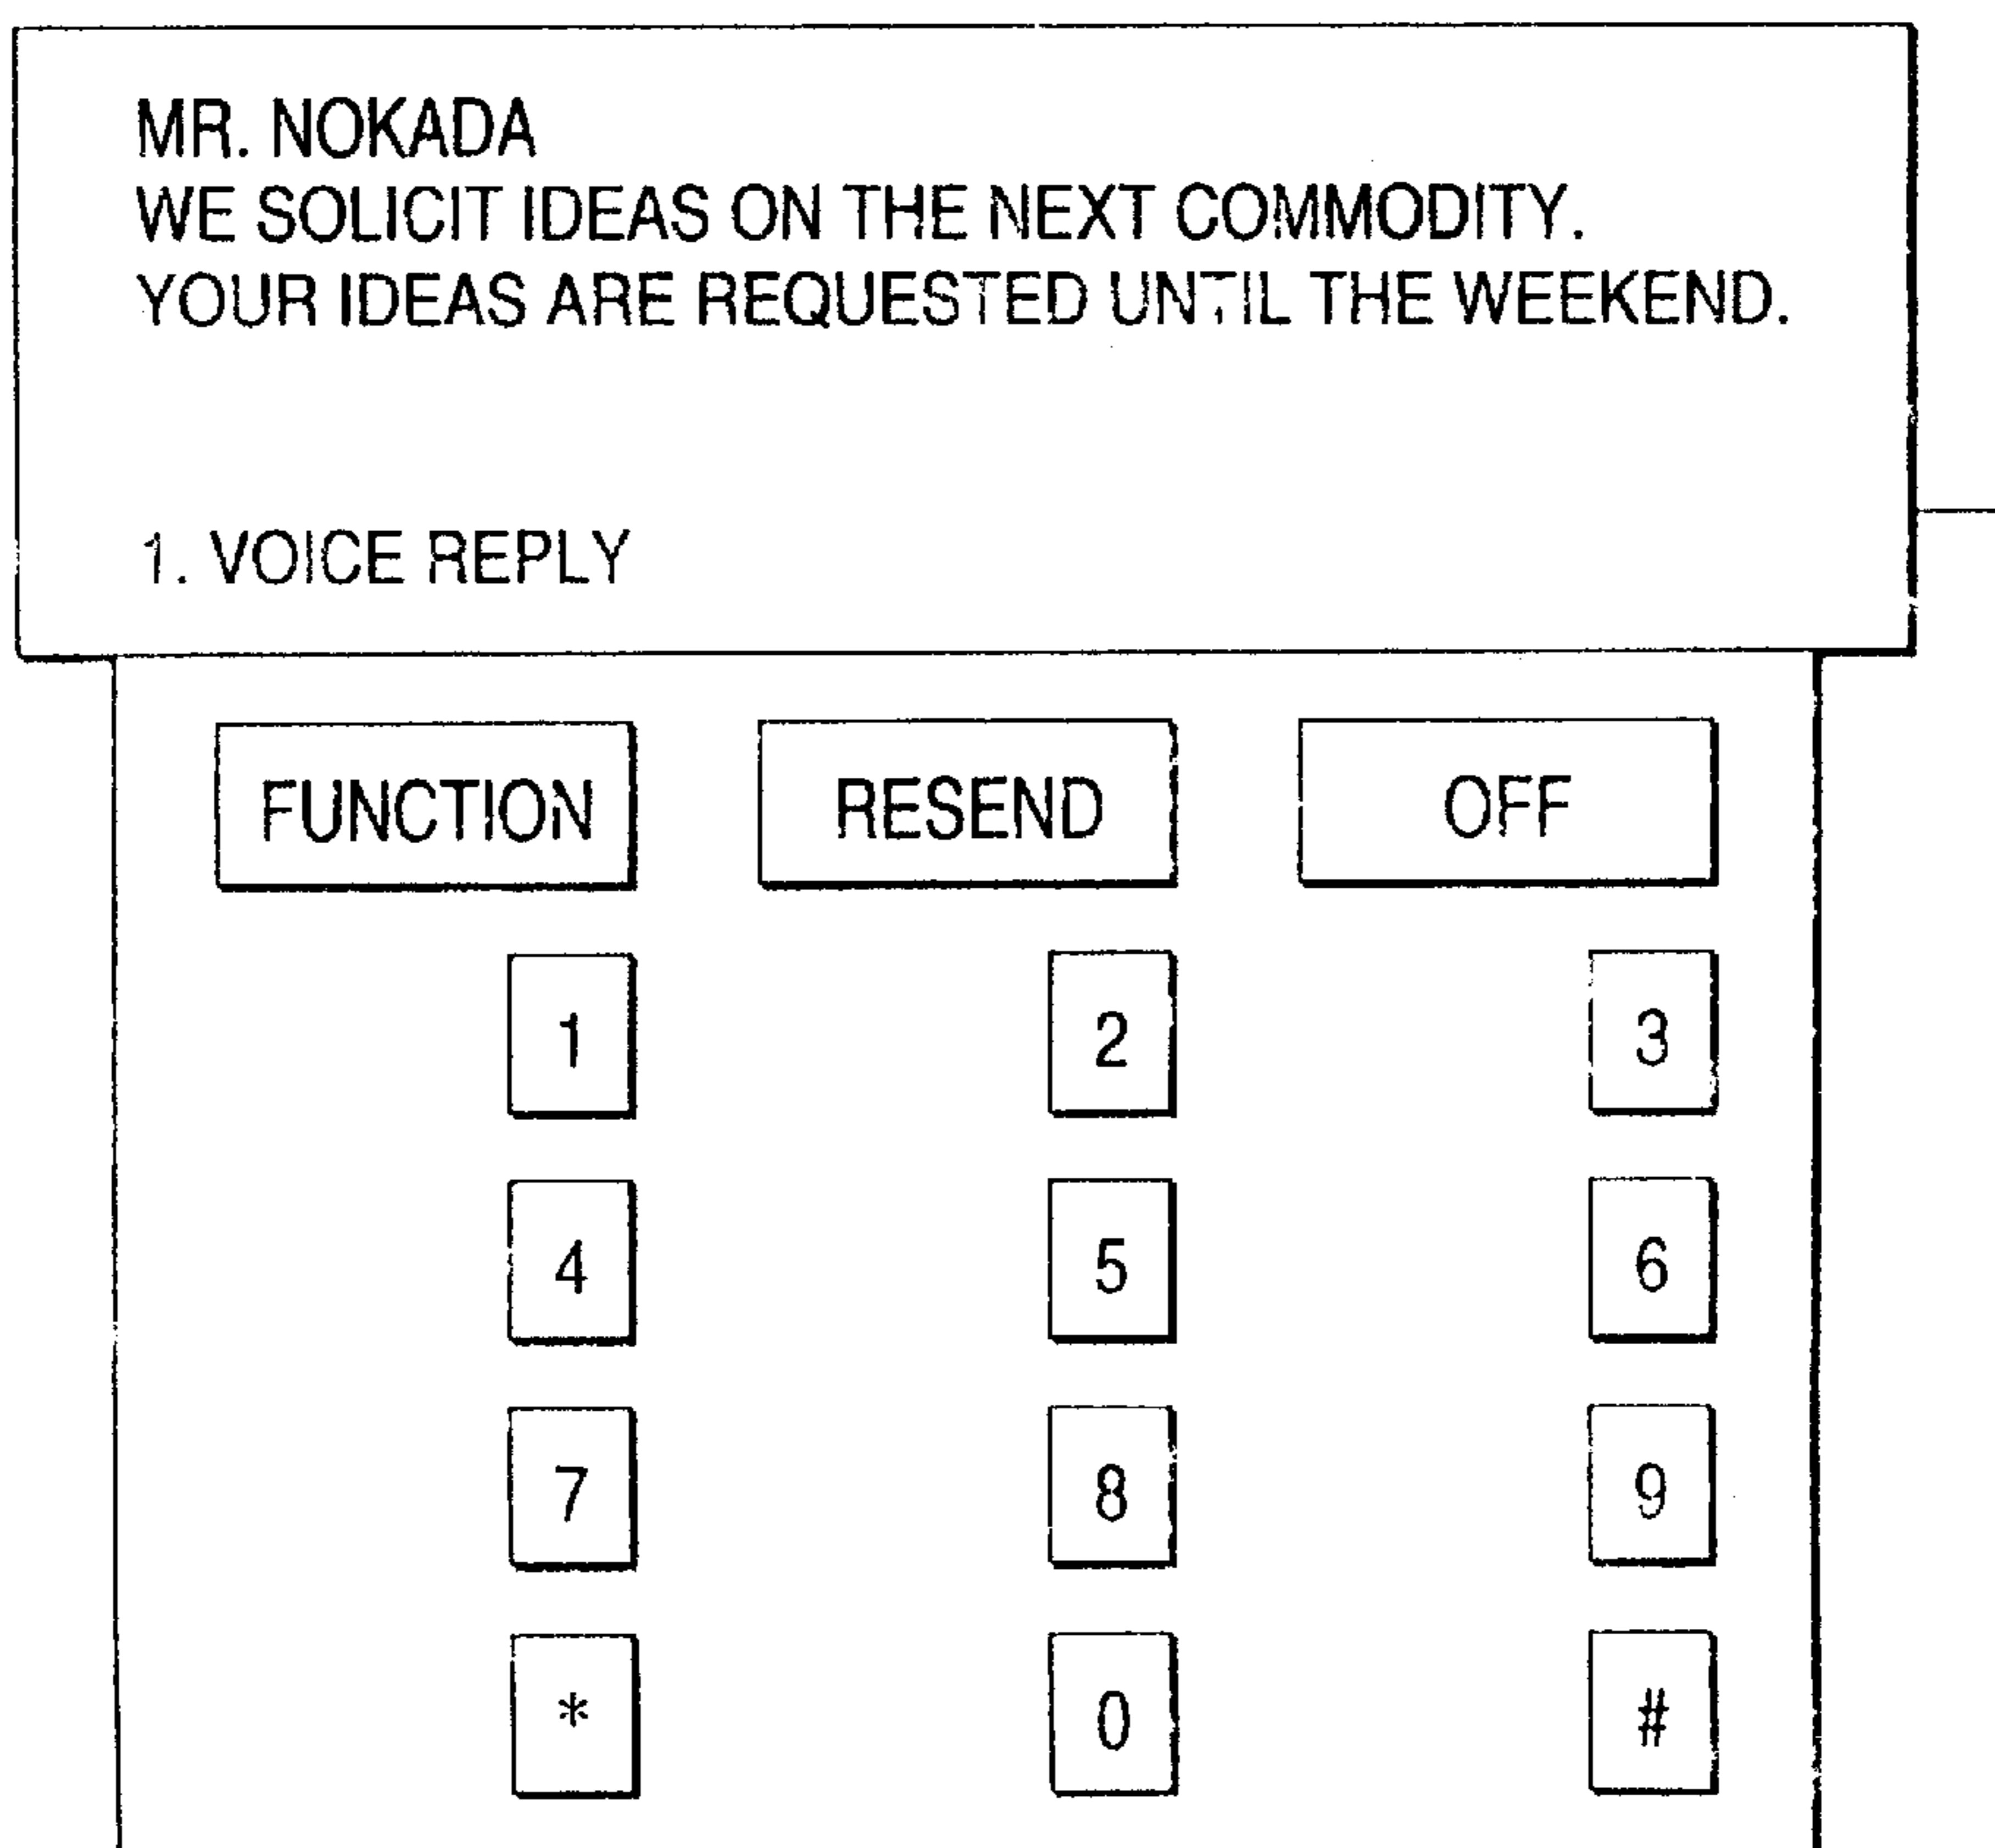 MR. NOKADA
WE SOLICIT IDEAS ON THE NEXT COMMODITY.
YOUR IDEAS ARE REQUESTED UNTIL THE WEEKEND.
1. VOICE REPLY
FUNCTION RESEND OFF
1 2 3
4 5 6
7 8 9
* 0 #